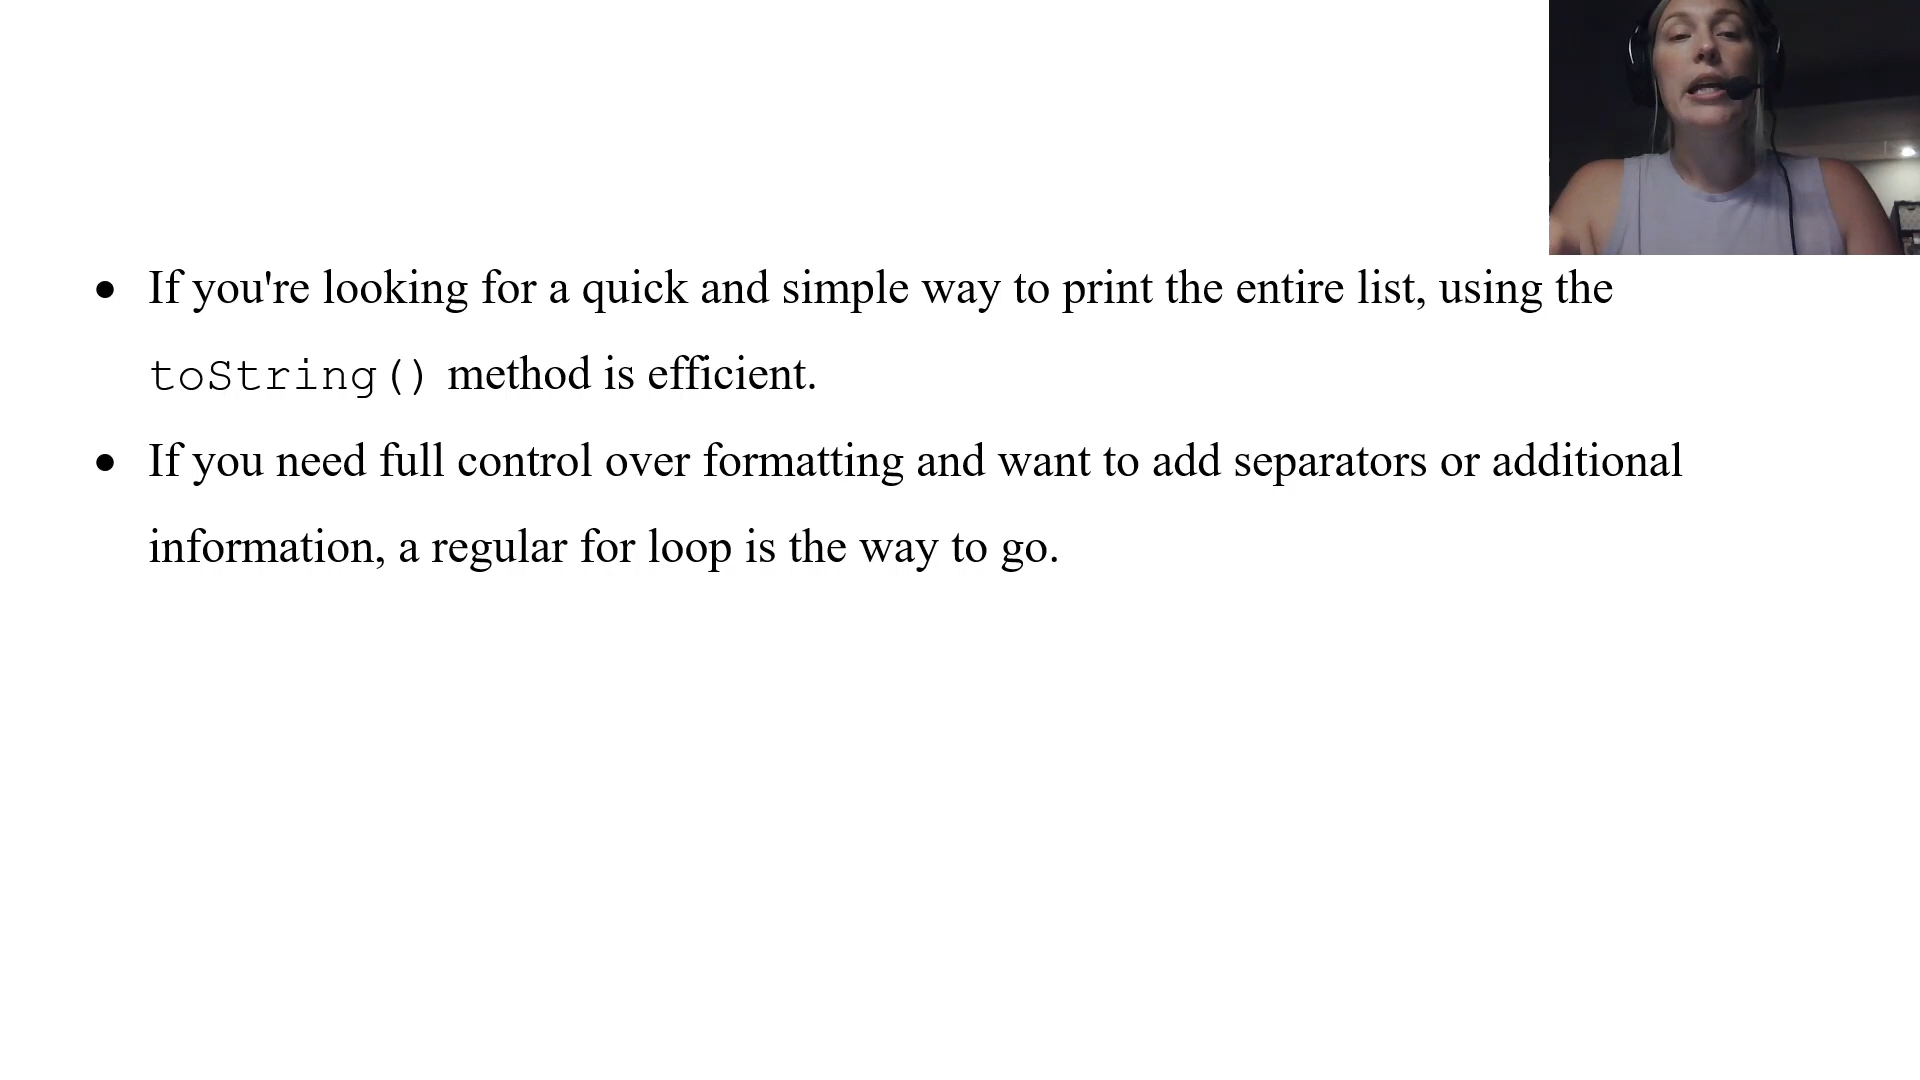 • If you're looking for a quick and simple way to print the entire list, using the
toString() method is efficient.
• If you need full control over formatting and want to add separators or additional
information, a regular for loop is the way to go.